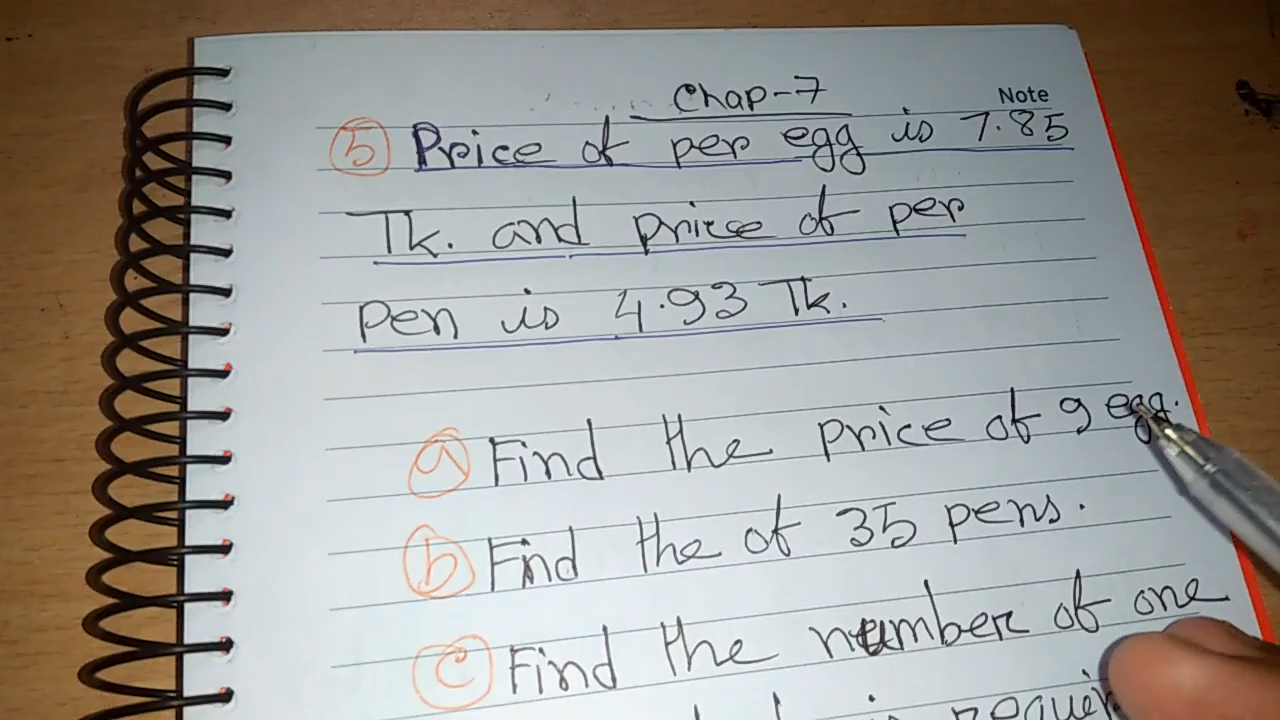 Chap-7
Note
5 Price of per egg is 7.85
Tk. and price of per
pen is 4.93 Tk.
a Find the price of 9 egg.
b Find the of 35 pens.
c Find the number of one